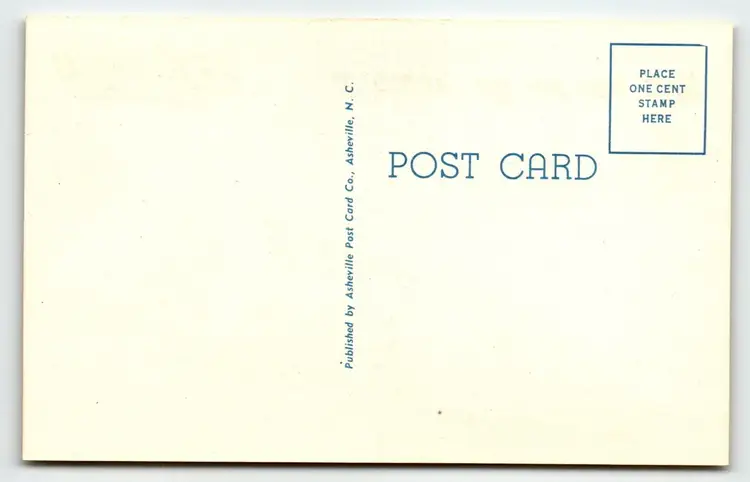 PLACE
ONE CENT
STAMP
HERE
POST CARD
Published by Asheville Post Card Co., Asheville, N. C.